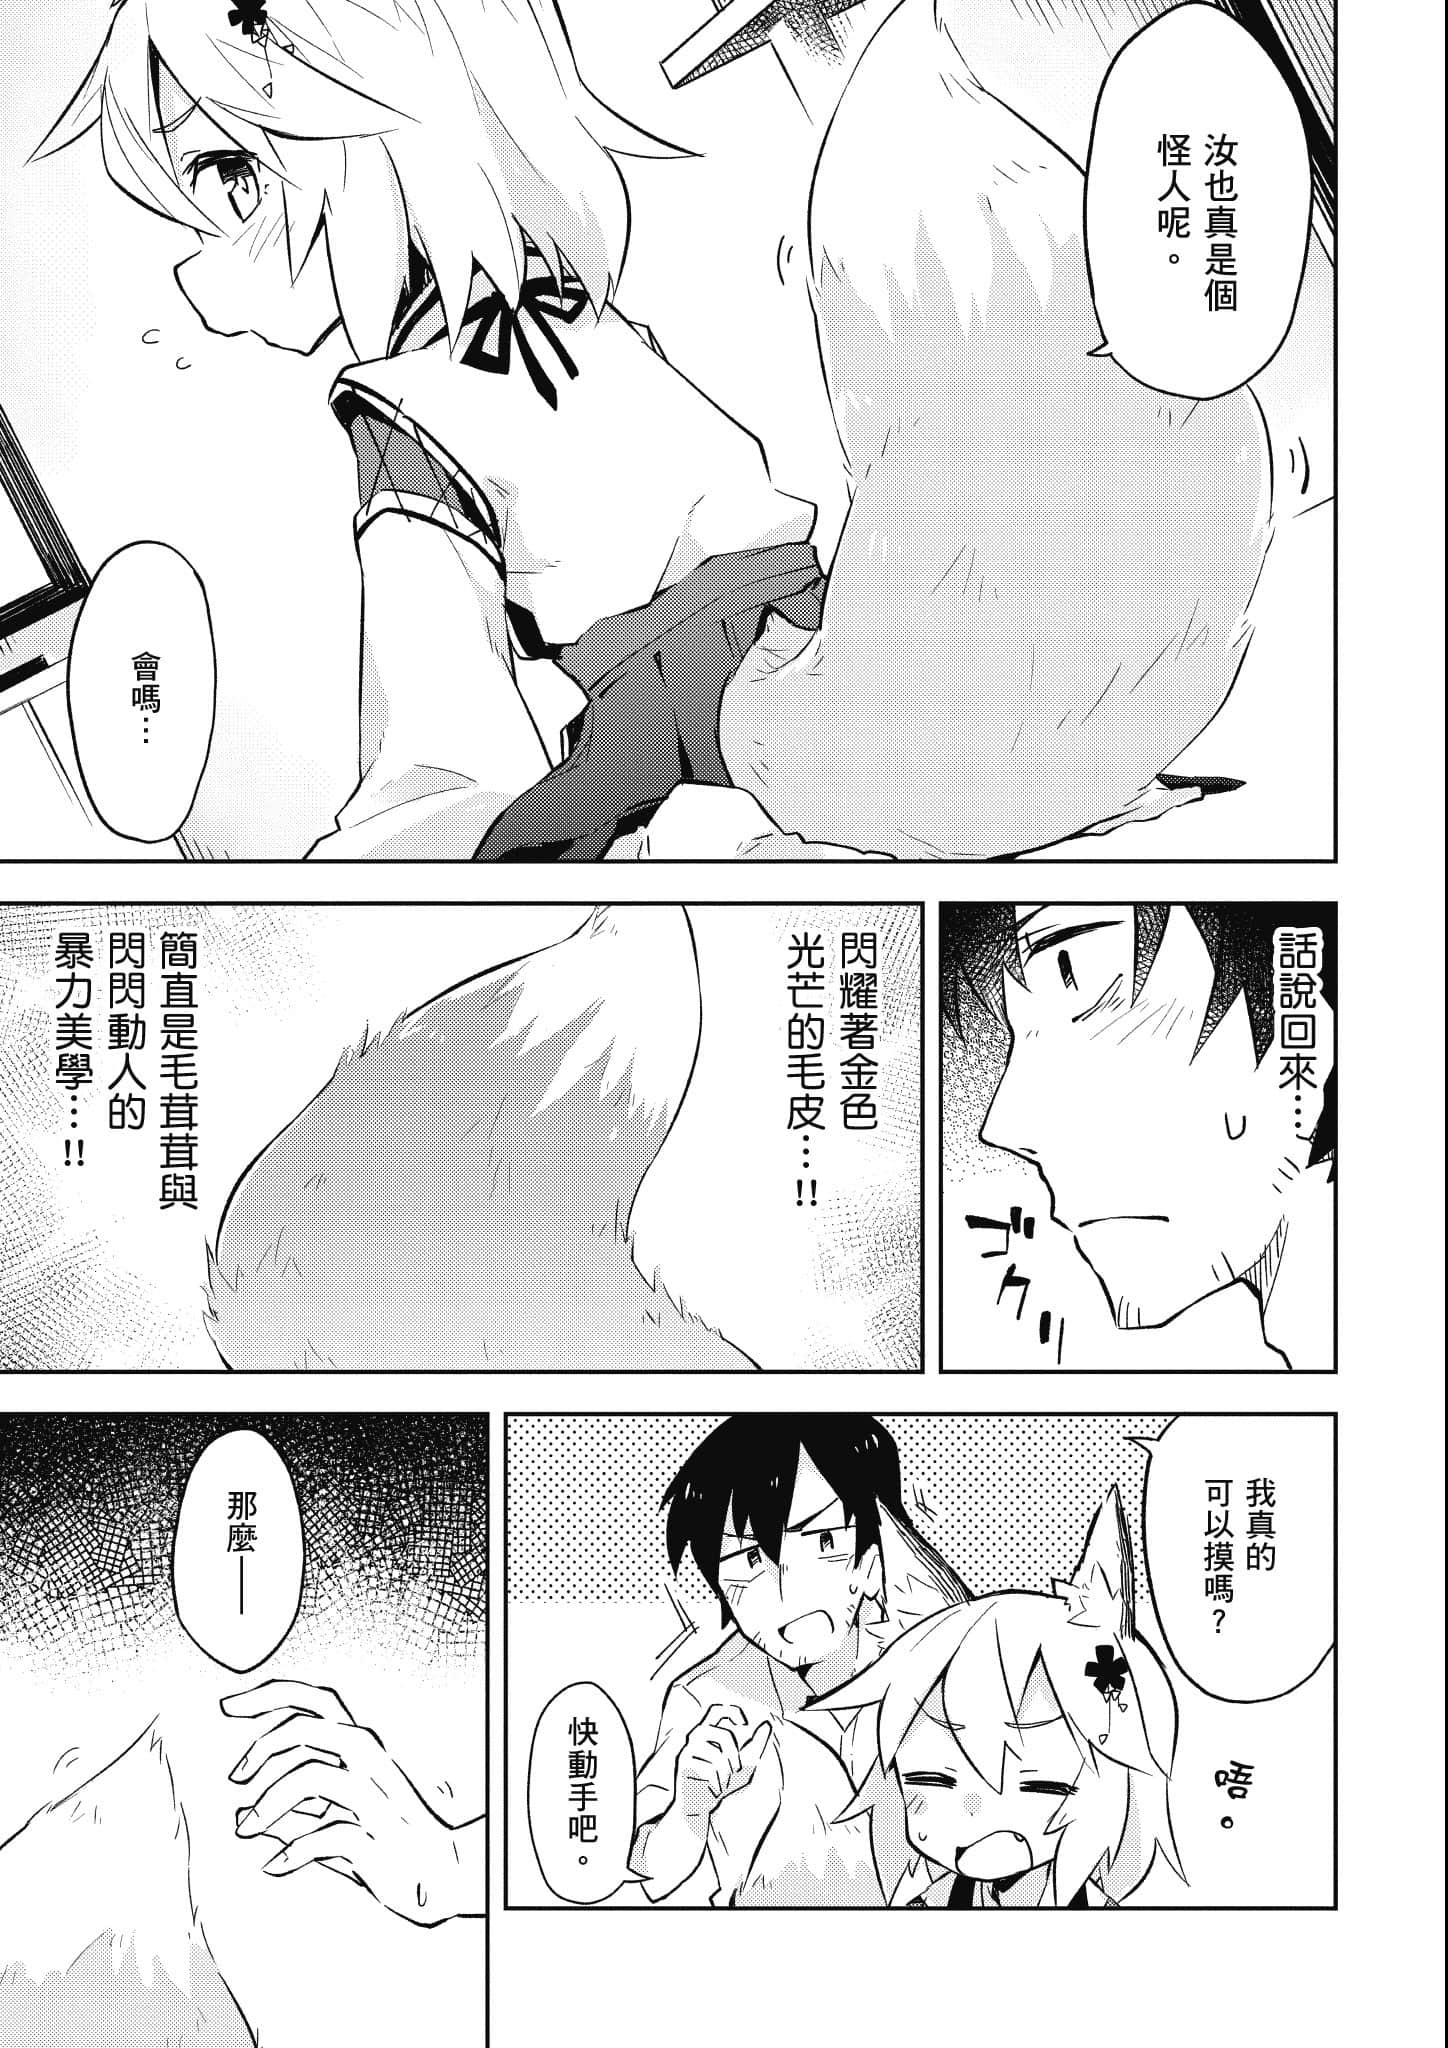 汝也真是個
怪人呢。
會嗎…
話說回來…
ゴクッ
閃耀著金色
光芒的毛皮…!!
簡直是毛茸茸與
閃閃動人的
暴力美學…!!
我真的
可以摸嗎？
唔。
快動手吧。
那麼——